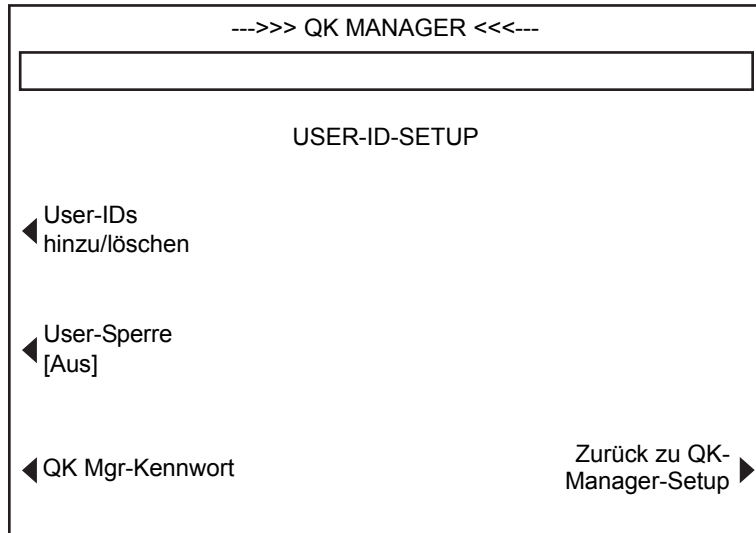 --->>> QK MANAGER <<<---
USER-ID-SETUP
User-IDs
hinzu/löschen
User-Sperre
[Aus]
QK Mgr-Kennwort
Zurück zu QK-
Manager-Setup